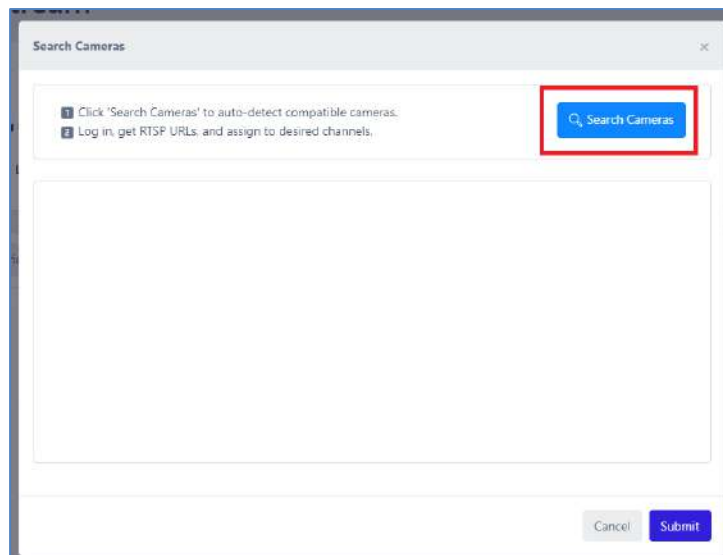 Search Cameras
×
1 Click 'Search Cameras' to auto-detect compatible cameras.
2 Log in, get RTSP URLs, and assign to desired channels.
Search Cameras
Cancel
Submit